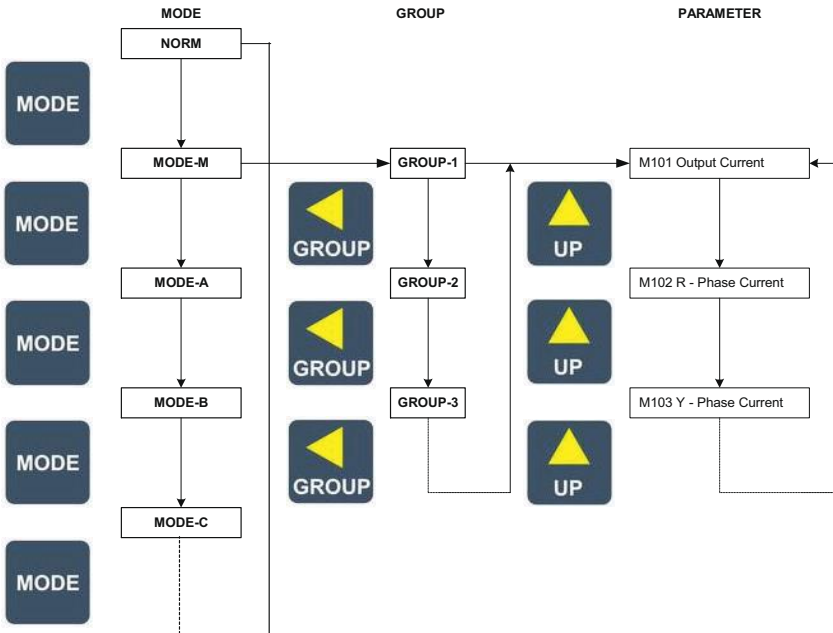 MODE GROUP PARAMETER
NORM
MODE
MODE-M GROUP-1 M101 Output Current
MODE GROUP UP
MODE-A GROUP-2 M102 R - Phase Current
MODE GROUP UP
MODE-B GROUP-3 M103 Y - Phase Current
MODE GROUP UP
MODE-C
MODE